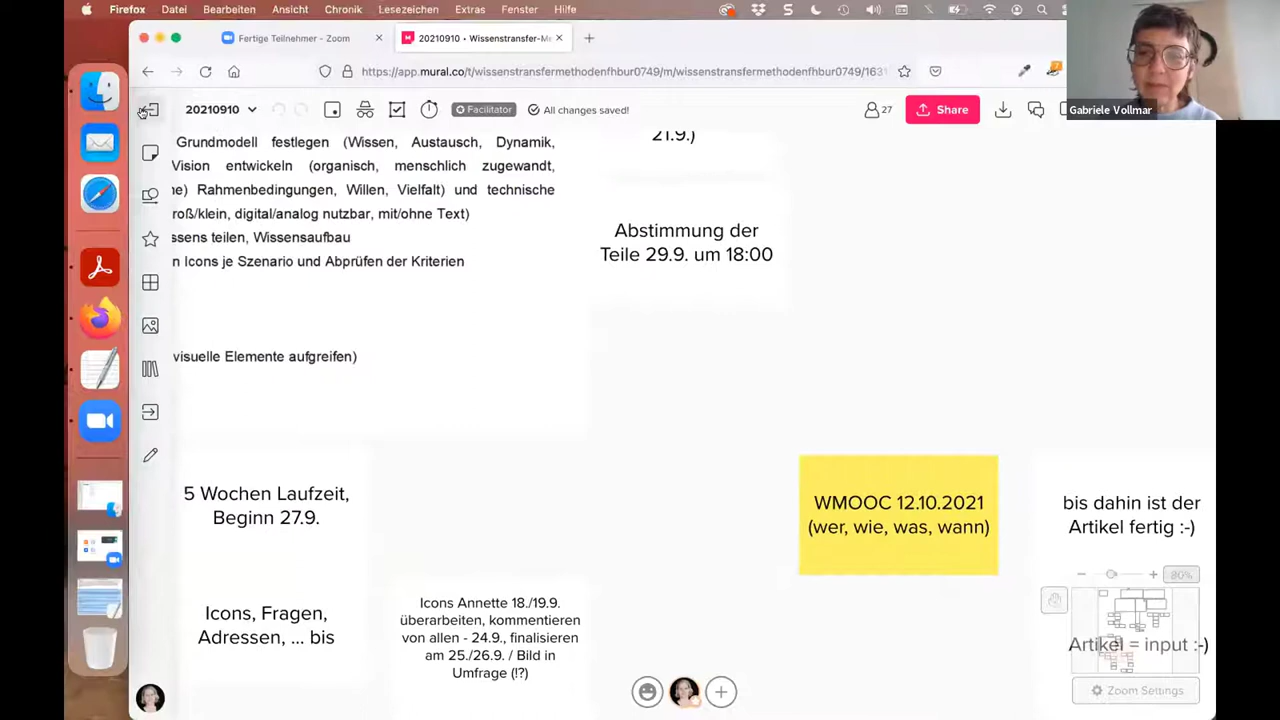 Firefox Datei Bearbeiten Ansicht Chronik Lesezeichen Extras Fenster Hilfe
Fertige Teilnehmer - Zoom
20210910 • Wissenstransfer-Me
https://app.mural.co/t/wissenstransfermethodenfhbur0749/m/wissenstransfermethodenfhbur0749/163
Gabriele Vollmar
20210910
Facilitator
All changes saved!
27
Share
Grundmodell festlegen (Wissen, Austausch, Dynamik,
Vision entwickeln (organisch, menschlich zugewandt,
ne) Rahmenbedingungen, Willen, Vielfalt) und technische
roß/klein, digital/analog nutzbar, mit/ohne Text)
ssens teilen, Wissensaufbau
n Icons je Szenario und Abprüfen der Kriterien
visuelle Elemente aufgreifen)
21.9.)
Abstimmung der
Teile 29.9. um 18:00
5 Wochen Laufzeit,
Beginn 27.9.
WMOOC 12.10.2021
(wer, wie, was, wann)
bis dahin ist der
Artikel fertig :-)
80%
Icons, Fragen,
Adressen, ... bis
Icons Annette 18./19.9.
überarbeiten, kommentieren
von allen - 24.9., finalisieren
am 25./26.9. / Bild in
Umfrage (!?)
Artikel = input :-)
Zoom Settings